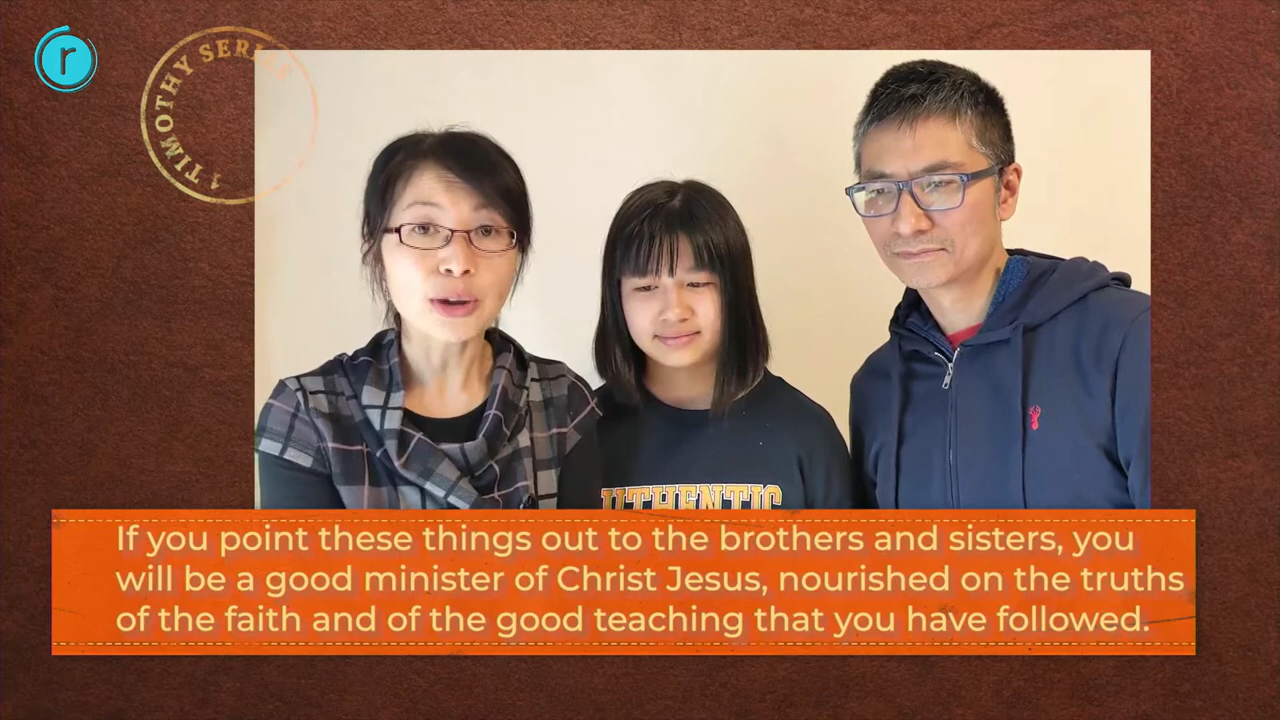 r
1 TIMOTHY SERIES
AUTHENTIC
If you point these things out to the brothers and sisters, you
will be a good minister of Christ Jesus, nourished on the truths
of the faith and of the good teaching that you have followed.